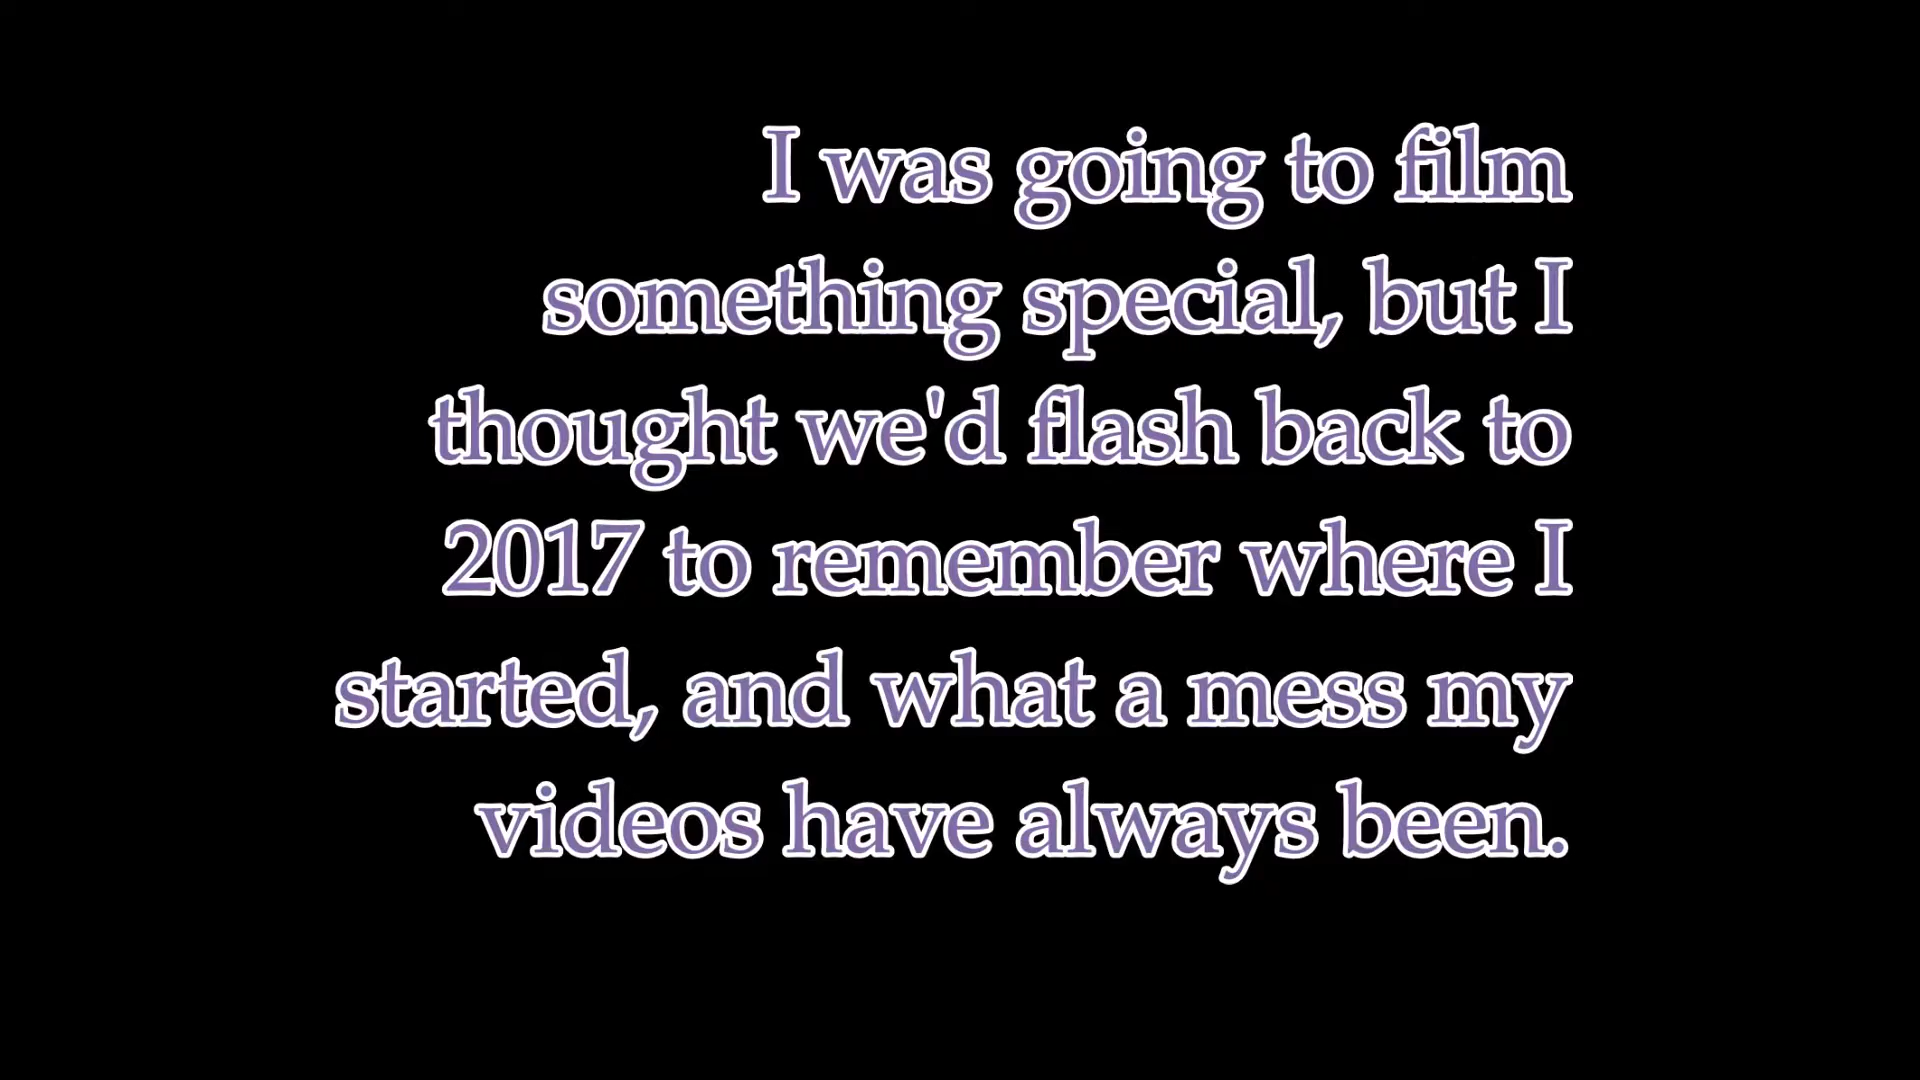 I was going to film
something special, but I
thought we'd flash back to
2017 to remember where I
started, and what a mess my
videos have always been.